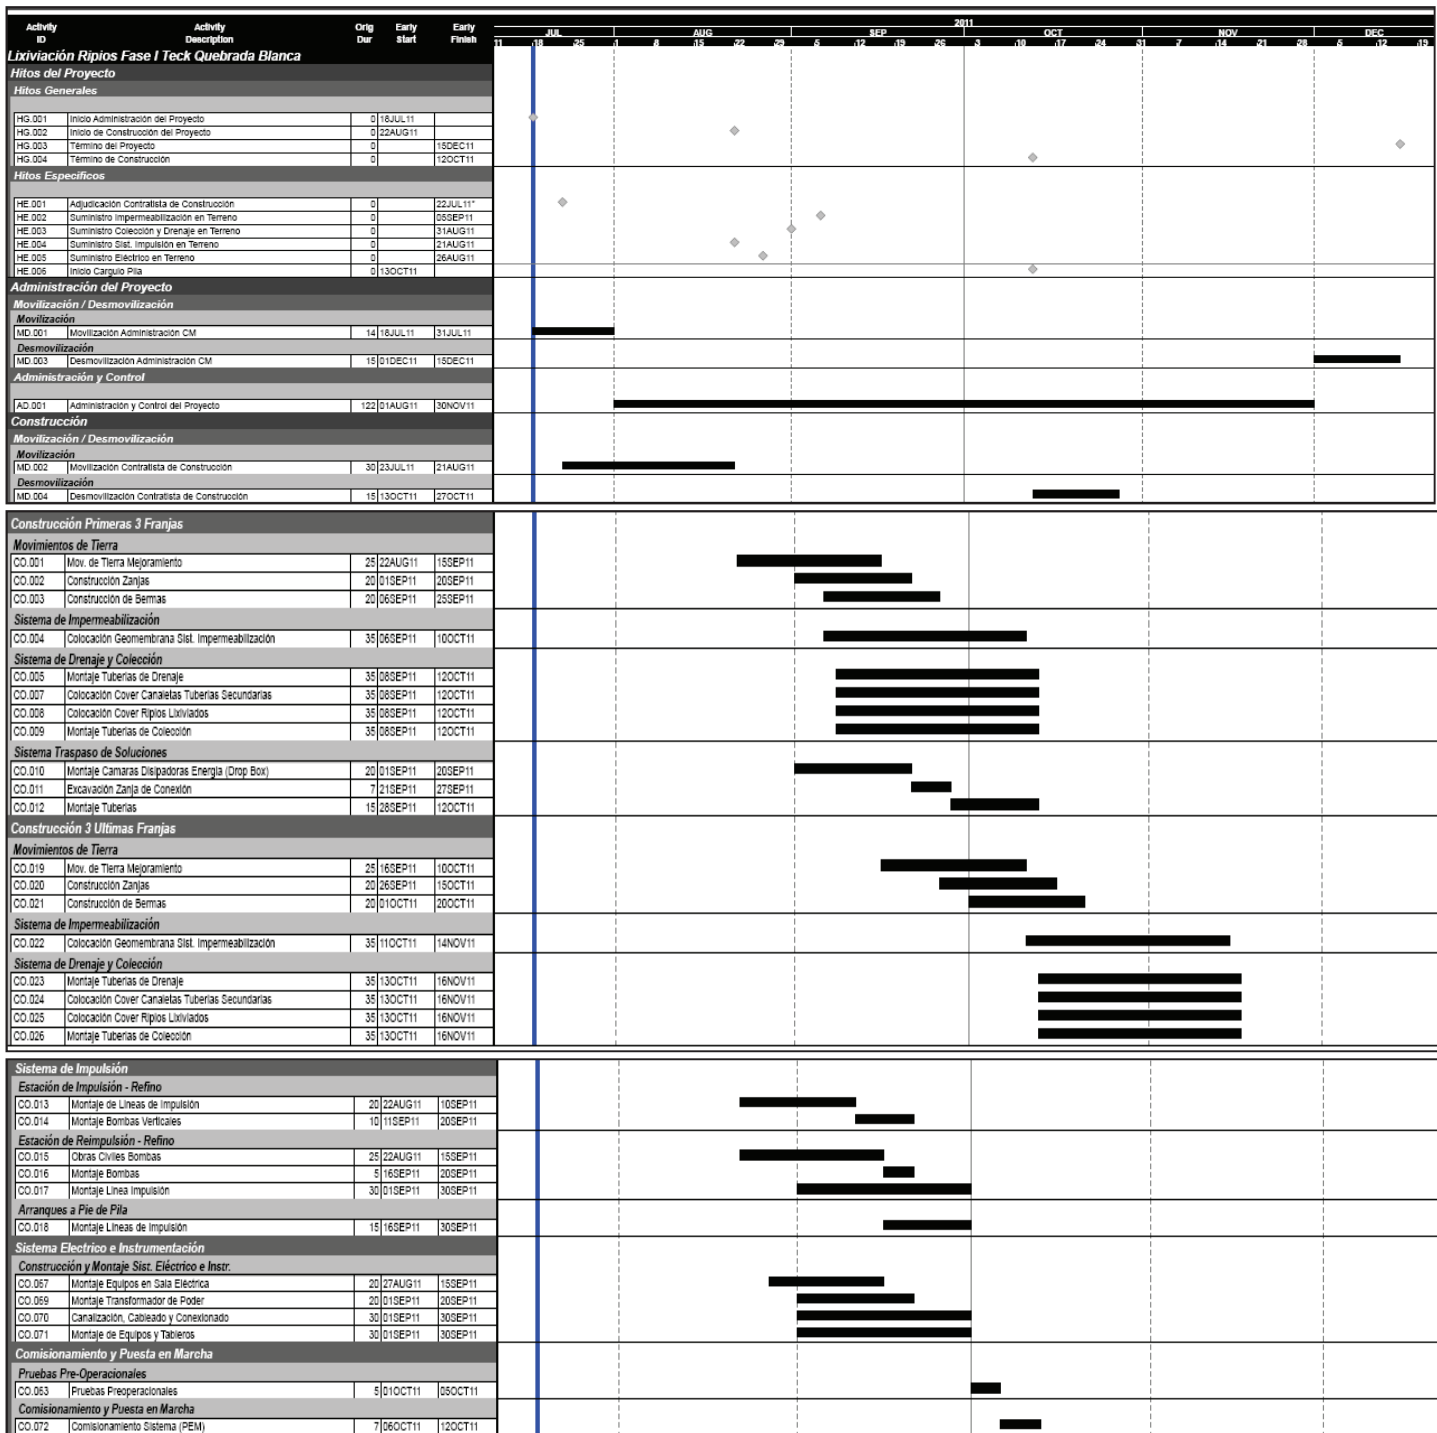 2011
Activity Activity Orig Early Early
ID Description Dur Start Finish
JUL AUG SEP OCT NOV DEC
11 18 25 1 8 15 22 29 5 12 19 26 3 10 17 24 31 7 14 21 28 5 12 19
Lixiviación Ripios Fase I Teck Quebrada Blanca
Hitos del Proyecto
Hitos Generales
HG.001 Inicio Administración del Proyecto 0 18JUL11
HG.002 Inicio de Construcción del Proyecto 0 22AUG11
HG.003 Término del Proyecto 0 15DEC11
HG.004 Término de Construcción 0 12OCT11
Hitos Especificos
HE.001 Adjudicación Contratista de Construcción 0 22JUL11*
HE.002 Suministro Impermeabilización en Terreno 0 05SEP11
HE.003 Suministro Colección y Drenaje en Terreno 0 31AUG11
HE.004 Suministro Sist. Impulsión en Terreno 0 21AUG11
HE.005 Suministro Eléctrico en Terreno 0 26AUG11
HE.006 Inicio Carguio Pila 0 13OCT11
Administración del Proyecto
Movilización / Desmovilización
Movilización
MD.001 Movilización Administración CM 14 18JUL11 31JUL11
Desmovilización
MD.003 Desmovilización Administración CM 15 01DEC11 15DEC11
Administración y Control
AD.001 Administración y Control del Proyecto 122 01AUG11 30NOV11
Construcción
Movilización / Desmovilización
Movilización
MD.002 Movilización Contratista de Construcción 30 23JUL11 21AUG11
Desmovilización
MD.004 Desmovilización Contratista de Construcción 15 13OCT11 27OCT11
Construcción Primeras 3 Franjas
Movimientos de Tierra
CO.001 Mov. de Tierra Mejoramiento 25 22AUG11 15SEP11
CO.002 Construcción Zanjas 20 01SEP11 20SEP11
CO.003 Construcción de Bermas 20 06SEP11 25SEP11
Sistema de Impermeabilización
CO.004 Colocación Geomembrana Sist. Impermeabilización 35 06SEP11 10OCT11
Sistema de Drenaje y Colección
CO.005 Montaje Tuberias de Drenaje 35 08SEP11 12OCT11
CO.007 Colocación Cover Canaletas Tuberias Secundarias 35 08SEP11 12OCT11
CO.008 Colocación Cover Ripios Lixiviados 35 08SEP11 12OCT11
CO.009 Montaje Tuberias de Colección 35 08SEP11 12OCT11
Sistema Traspaso de Soluciones
CO.010 Montaje Camaras Disipadoras Energia (Drop Box) 20 01SEP11 20SEP11
CO.011 Excavación Zanja de Conexión 7 21SEP11 27SEP11
CO.012 Montaje Tuberias 15 28SEP11 12OCT11
Construcción 3 Ultimas Franjas
Movimientos de Tierra
CO.019 Mov. de Tierra Mejoramiento 25 16SEP11 10OCT11
CO.020 Construcción Zanjas 20 26SEP11 15OCT11
CO.021 Construcción de Bermas 20 01OCT11 20OCT11
Sistema de Impermeabilización
CO.022 Colocación Geomembrana Sist. Impermeabilización 35 11OCT11 14NOV11
Sistema de Drenaje y Colección
CO.023 Montaje Tuberias de Drenaje 35 13OCT11 16NOV11
CO.024 Colocación Cover Canaletas Tuberias Secundarias 35 13OCT11 16NOV11
CO.025 Colocación Cover Ripios Lixiviados 35 13OCT11 16NOV11
CO.026 Montaje Tuberias de Colección 35 13OCT11 16NOV11
Sistema de Impulsión
Estación de Impulsión - Refino
CO.013 Montaje de Lineas de Impulsión 20 22AUG11 10SEP11
CO.014 Montaje Bombas Verticales 10 11SEP11 20SEP11
Estación de Reimpulsión - Refino
CO.015 Obras Civiles Bombas 25 22AUG11 15SEP11
CO.016 Montaje Bombas 5 16SEP11 20SEP11
CO.017 Montaje Linea Impulsión 30 01SEP11 30SEP11
Arranques a Pie de Pila
CO.018 Montaje Líneas de Impulsión 15 16SEP11 30SEP11
Sistema Electrico e Instrumentación
Construcción y Montaje Sist. Eléctrico e Instr.
CO.067 Montaje Equipos en Sala Eléctrica 20 27AUG11 15SEP11
CO.069 Montaje Transformador de Poder 20 01SEP11 20SEP11
CO.070 Canalización, Cableado y Conexionado 30 01SEP11 30SEP11
CO.071 Montaje de Equipos y Tableros 30 01SEP11 30SEP11
Comisionamiento y Puesta en Marcha
Pruebas Pre-Operacionales
CO.063 Pruebas Preoperacionales 5 01OCT11 05OCT11
Comisionamiento y Puesta en Marcha
CO.072 Comisionamiento Sistema (PEM) 7 06OCT11 12OCT11